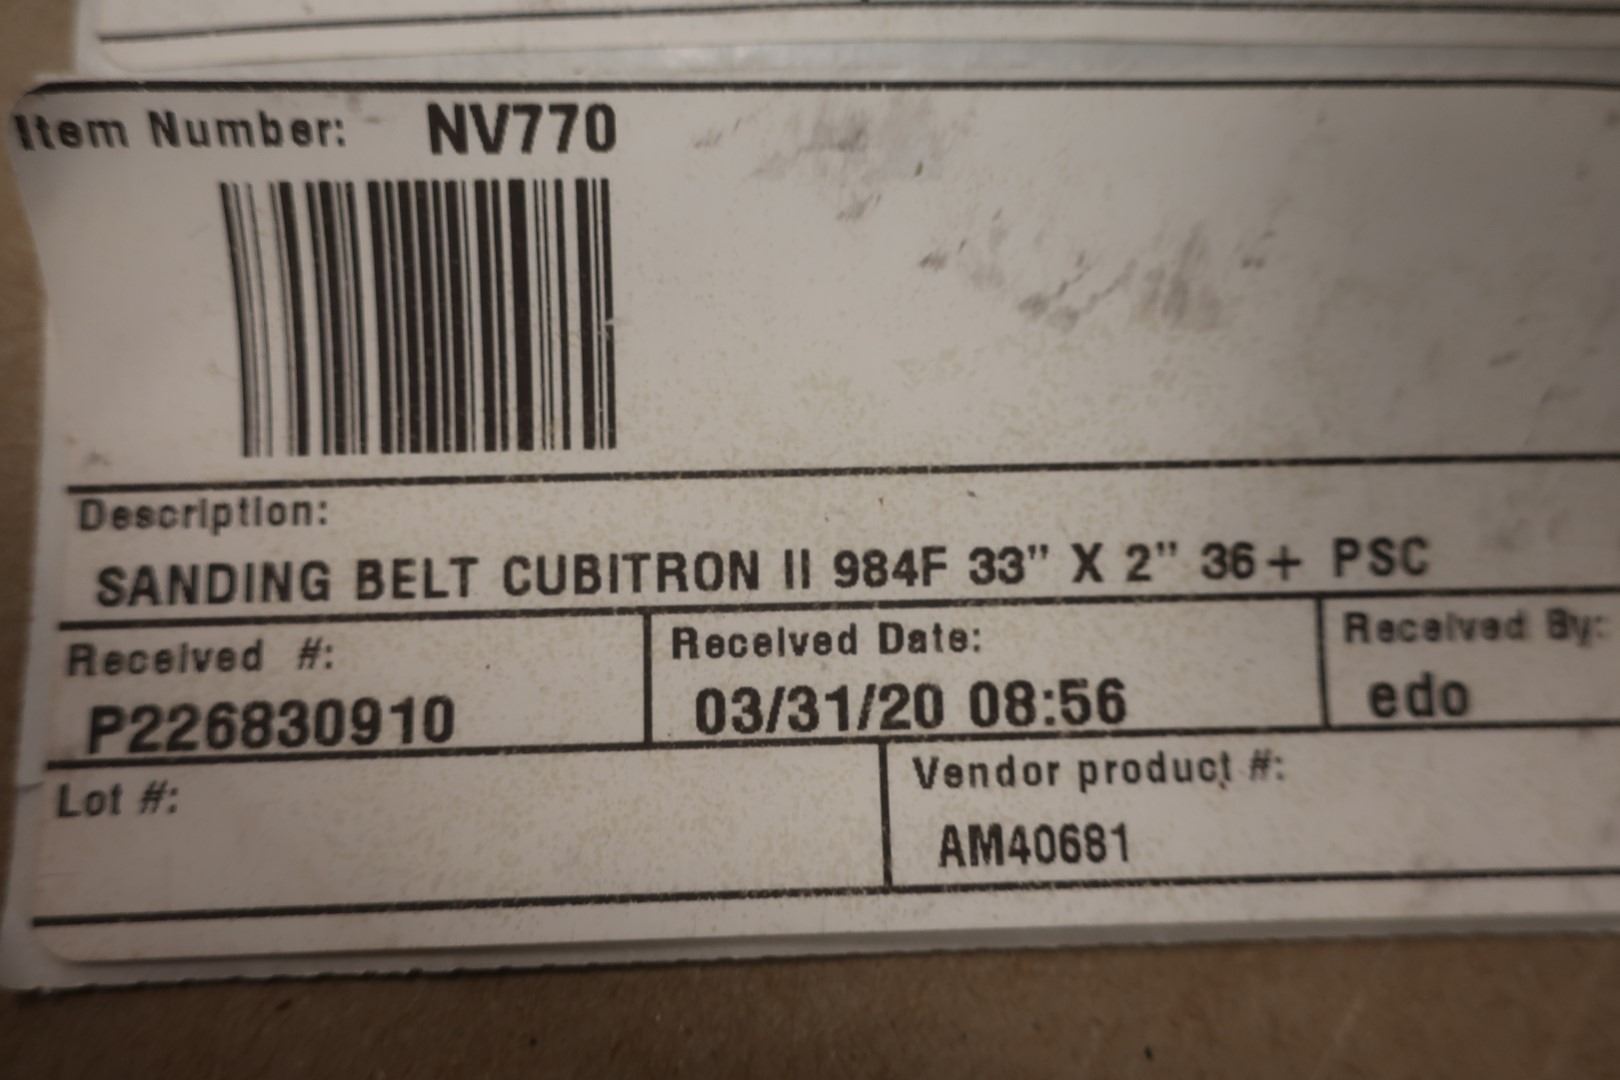 Item Number: NV770
Description:
SANDING BELT CUBITRON II 984F 33” X 2” 36+ PSC
Received #: Received Date: Received By:
P226830910 03/31/20 08:56 edo
Lot #: Vendor product #:
AM40681